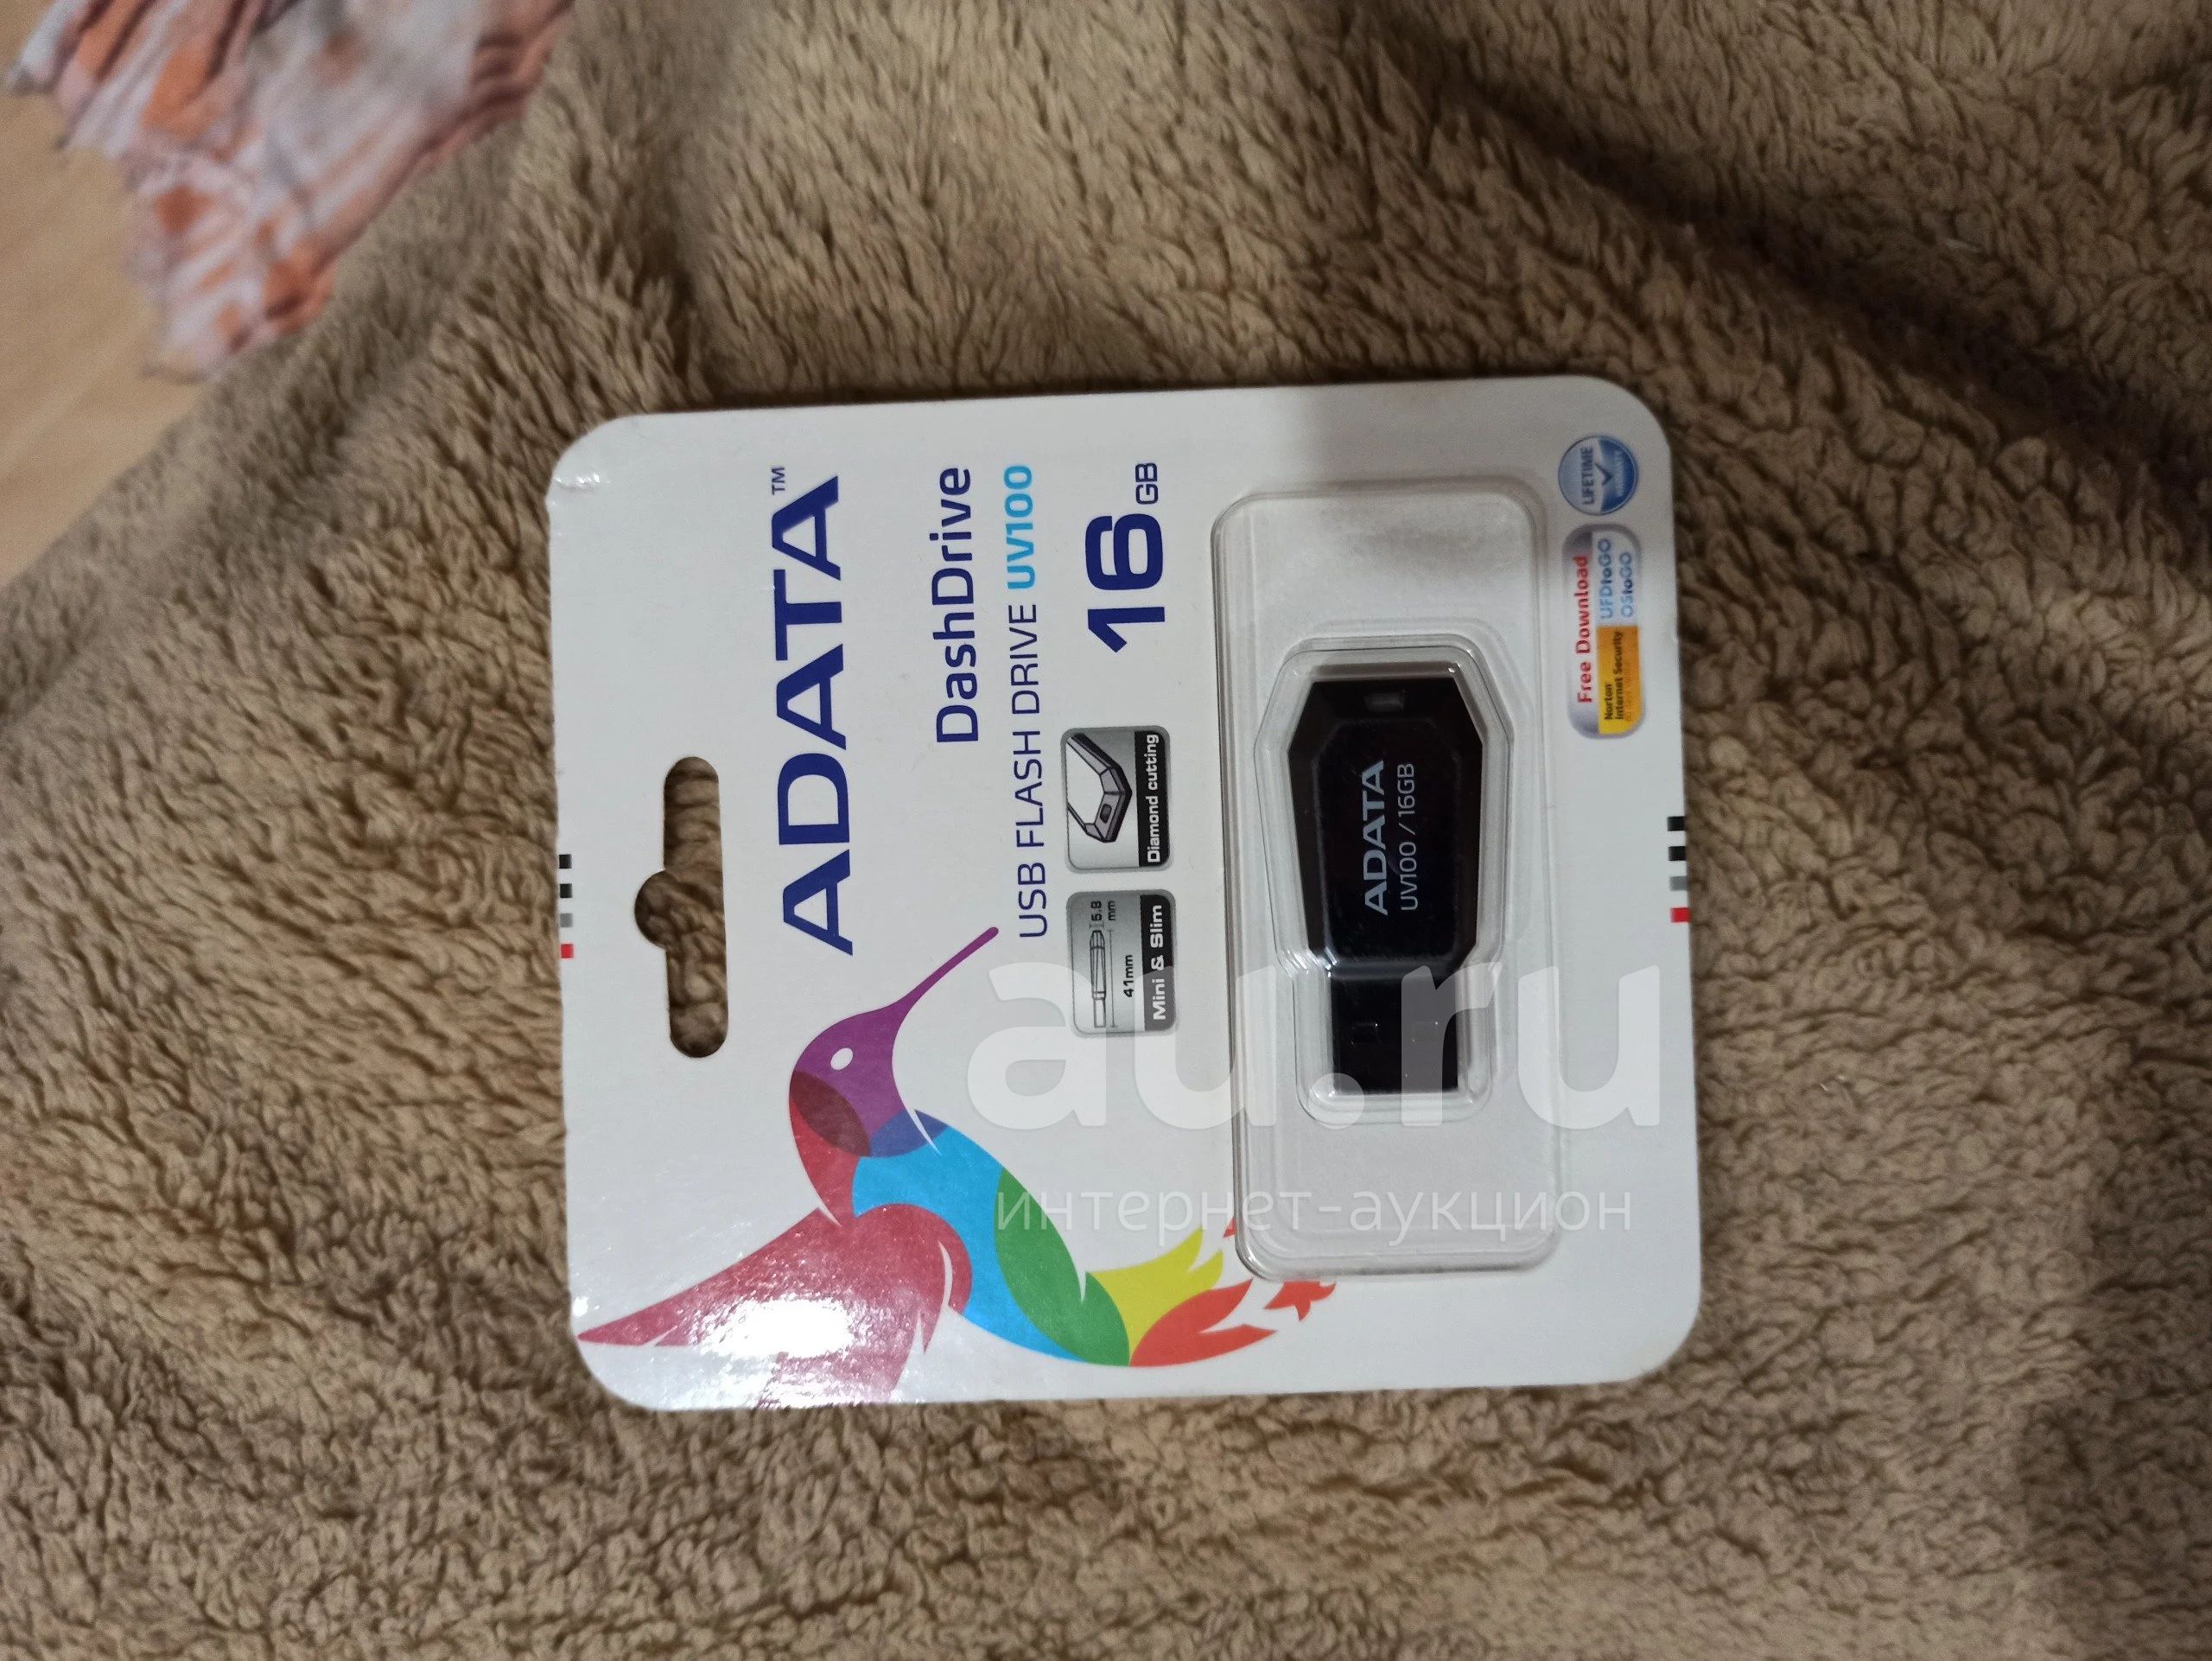 ADATA™
DashDrive
USB FLASH DRIVE UV100
16GB
41mm
5.8
mm
Mini & Slim
Diamond cutting
ADATA
UV100 / 16GB
Free Download
Norton
Internet Security
UFDtoGO
OStoGO
LIFETIME
au.ru
интернет-аукцион